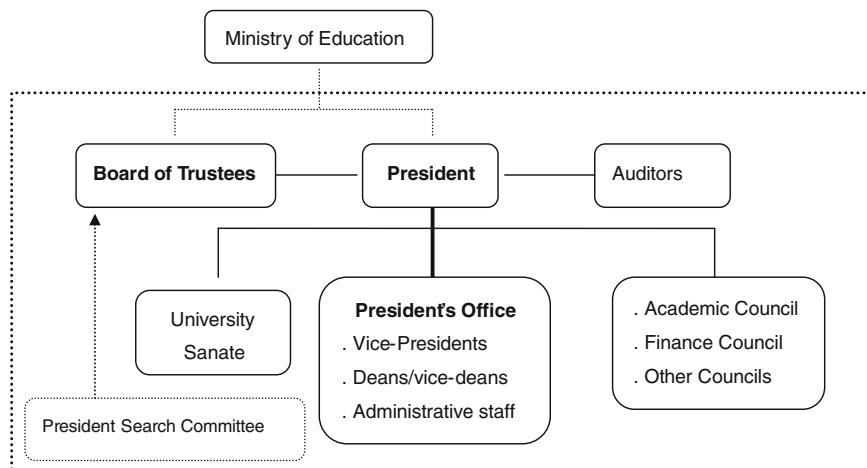 Ministry of Education
Board of Trustees
President
Auditors
University
Sanate
President's Office
. Vice-Presidents
. Deans/vice-deans
. Administrative staff
. Academic Council
. Finance Council
. Other Councils
President Search Committee